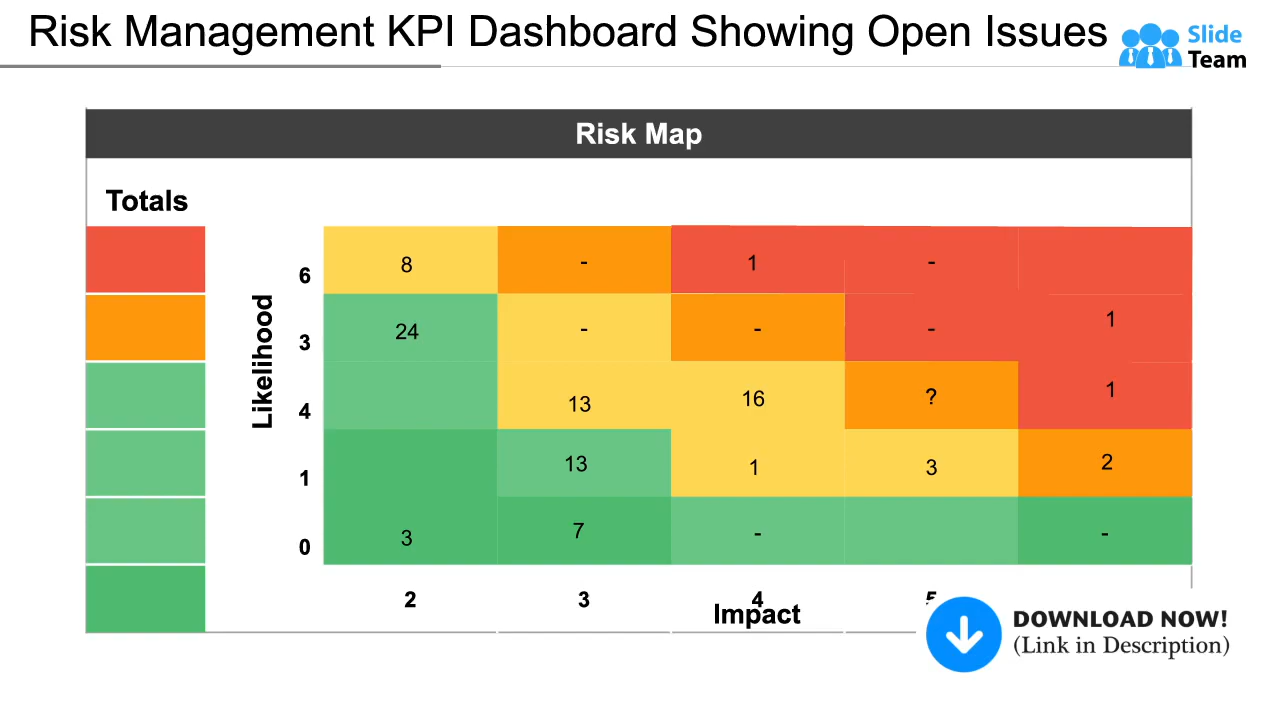 Risk Management KPI Dashboard Showing Open Issues
Slide
Team
Risk Map
Totals
Likelihood
6 8 - 1 -
3 24 - - - 1
4 13 16 ? 1
1 13 1 3 2
0 3 7 - -
2 3 4
Impact
DOWNLOAD NOW!
(Link in Description)